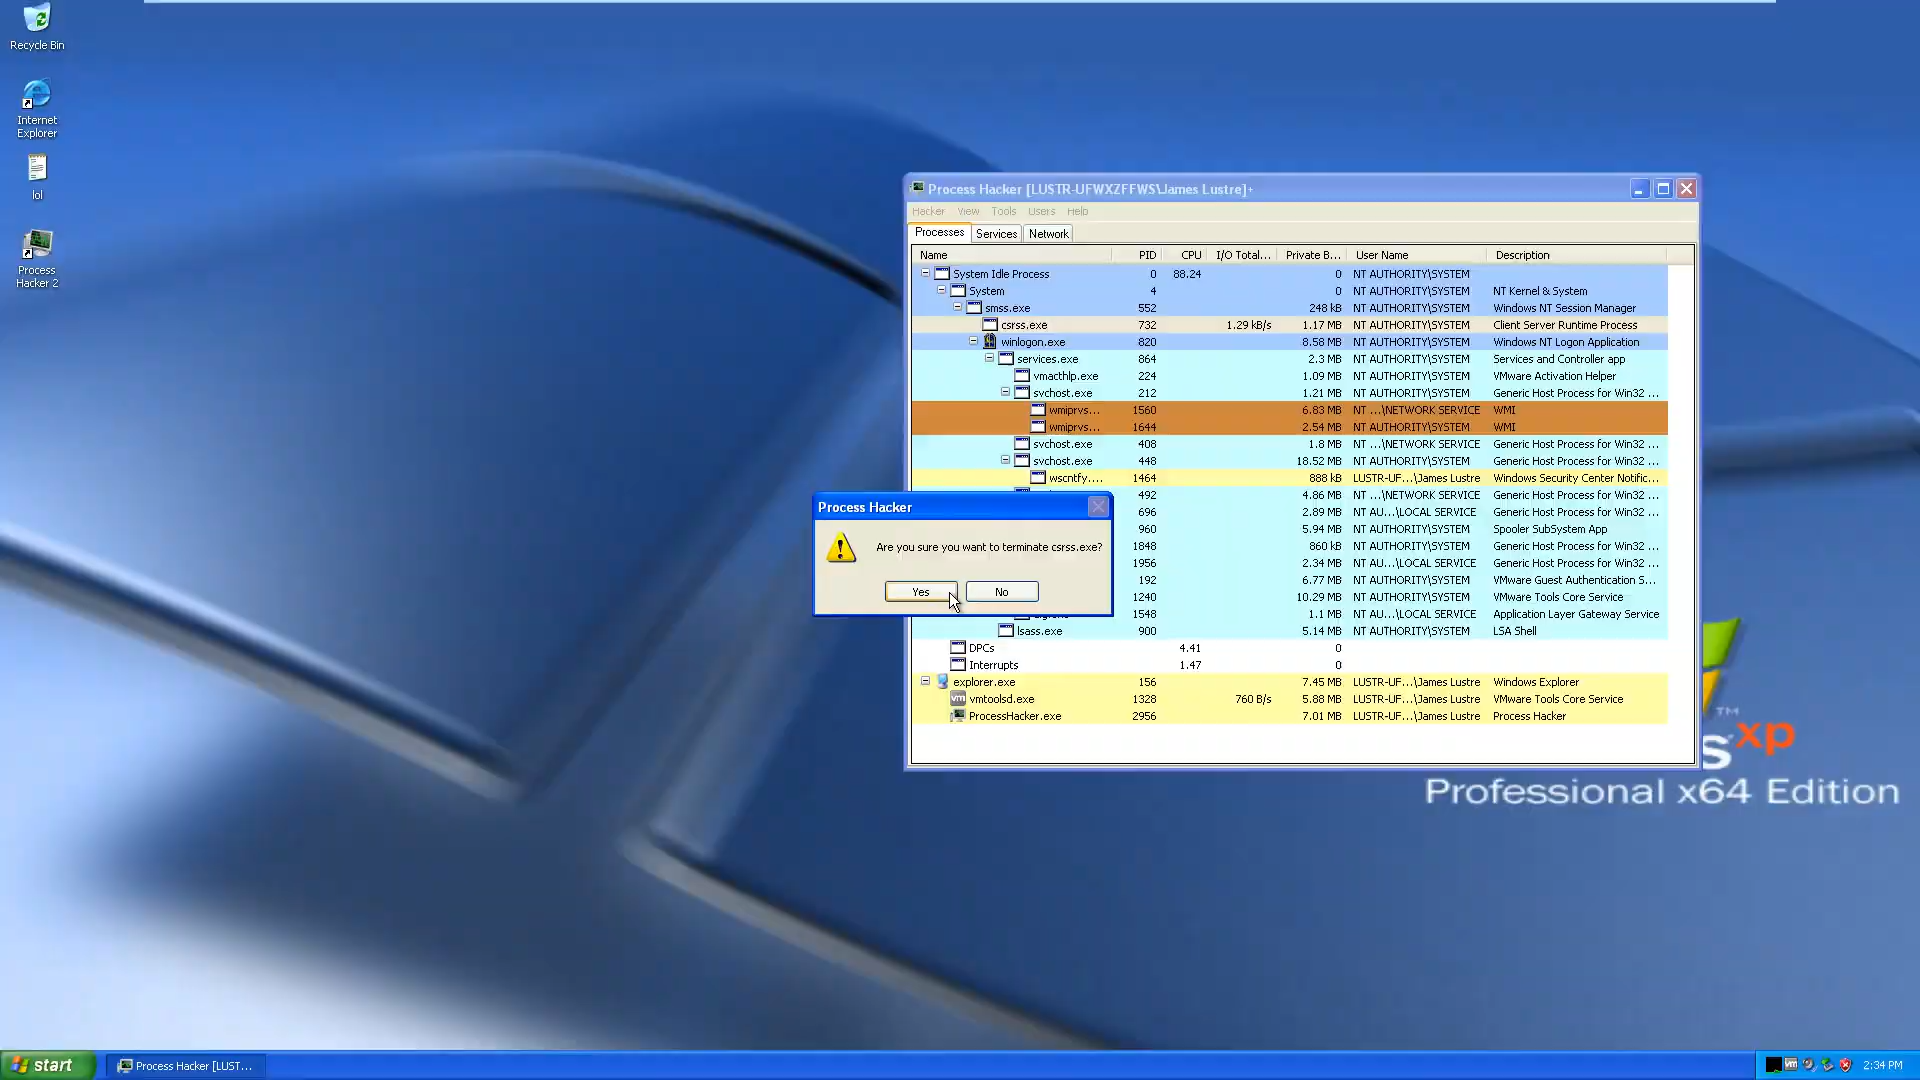 Recycle Bin
Internet
Explorer
lol
Process
Hacker 2
Process Hacker [LUSTR-UFWXZFFWS\James Lustre]+
Hacker View Tools Users Help
Processes Services Network
Name PID CPU I/O Total... Private B... User Name Description
System Idle Process 0 88.24 0 NT AUTHORITY\SYSTEM
System 4 0 NT AUTHORITY\SYSTEM NT Kernel & System
smss.exe 552 248 kB NT AUTHORITY\SYSTEM Windows NT Session Manager
csrss.exe 732 1.29 kB/s 1.17 MB NT AUTHORITY\SYSTEM Client Server Runtime Process
winlogon.exe 820 8.58 MB NT AUTHORITY\SYSTEM Windows NT Logon Application
services.exe 864 2.3 MB NT AUTHORITY\SYSTEM Services and Controller app
vmacthlp.exe 224 1.09 MB NT AUTHORITY\SYSTEM VMware Activation Helper
svchost.exe 212 1.21 MB NT AUTHORITY\SYSTEM Generic Host Process for Win32 ...
wmiprvs... 1560 6.83 MB NT ...\NETWORK SERVICE WMI
wmiprvs... 1644 2.54 MB NT AUTHORITY\SYSTEM WMI
svchost.exe 408 1.8 MB NT ...\NETWORK SERVICE Generic Host Process for Win32 ...
svchost.exe 448 18.52 MB NT AUTHORITY\SYSTEM Generic Host Process for Win32 ...
wscntfy.... 1464 888 kB LUSTR-UF...\James Lustre Windows Security Center Notific...
492 4.86 MB NT ...\NETWORK SERVICE Generic Host Process for Win32 ...
696 2.89 MB NT AU...\LOCAL SERVICE Generic Host Process for Win32 ...
960 5.94 MB NT AUTHORITY\SYSTEM Spooler SubSystem App
1848 860 kB NT AUTHORITY\SYSTEM Generic Host Process for Win32 ...
1956 2.34 MB NT AU...\LOCAL SERVICE Generic Host Process for Win32 ...
192 6.77 MB NT AUTHORITY\SYSTEM VMware Guest Authentication S...
1240 10.29 MB NT AUTHORITY\SYSTEM VMware Tools Core Service
1548 1.1 MB NT AU...\LOCAL SERVICE Application Layer Gateway Service
lsass.exe 900 5.14 MB NT AUTHORITY\SYSTEM LSA Shell
DPCs 4.41 0
Interrupts 1.47 0
explorer.exe 156 7.45 MB LUSTR-UF...\James Lustre Windows Explorer
vmtoolsd.exe 1328 760 B/s 5.88 MB LUSTR-UF...\James Lustre VMware Tools Core Service
ProcessHacker.exe 2956 7.01 MB LUSTR-UF...\James Lustre Process Hacker
Process Hacker
Are you sure you want to terminate csrss.exe?
Yes No
s xp
TM
Professional x64 Edition
start Process Hacker [LUST... vm 2:34 PM